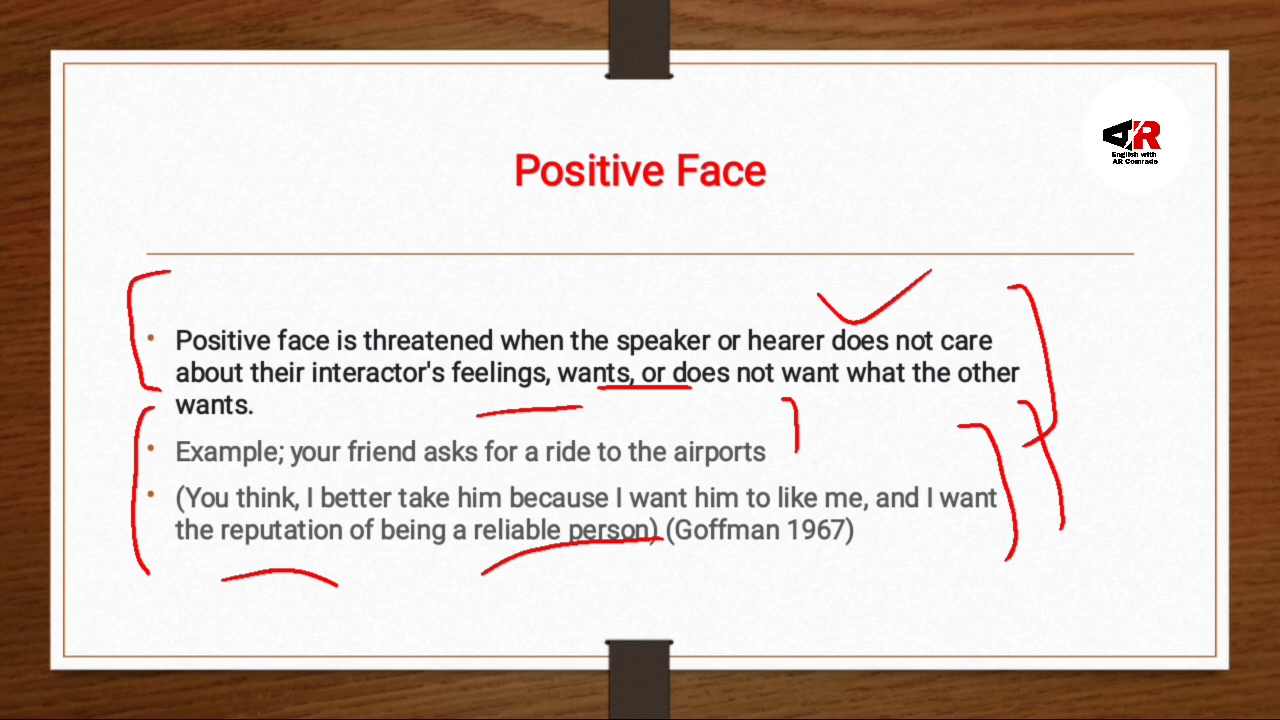 AR
English with
AR Comrade
Positive Face
• Positive face is threatened when the speaker or hearer does not care
about their interactor's feelings, wants, or does not want what the other
wants.
• Example; your friend asks for a ride to the airports
• (You think, I better take him because I want him to like me, and I want
the reputation of being a reliable person) (Goffman 1967)